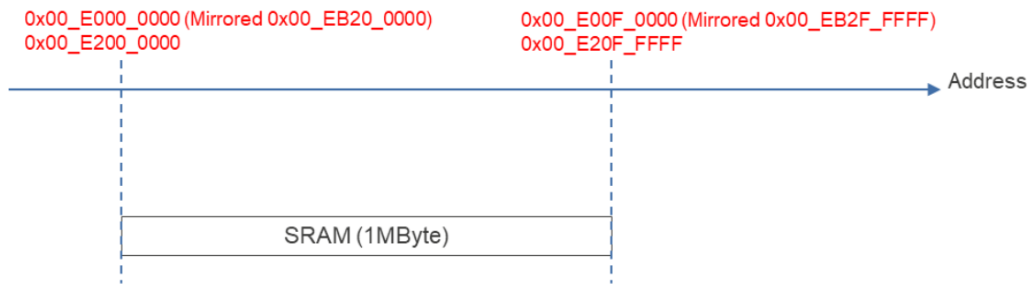 0x00_E000_0000 (Mirrored 0x00_EB20_0000)
0x00_E200_0000
0x00_E00F_0000 (Mirrored 0x00_EB2F_FFFF)
0x00_E20F_FFFF
Address
SRAM (1MByte)